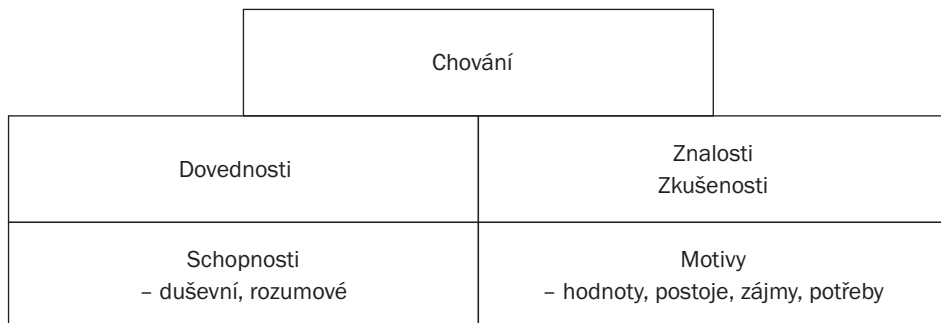 Chování
Dovednosti
Znalosti
Zkušenosti
Schopnosti
– duševní, rozumové
Motivy
– hodnoty, postoje, zájmy, potřeby